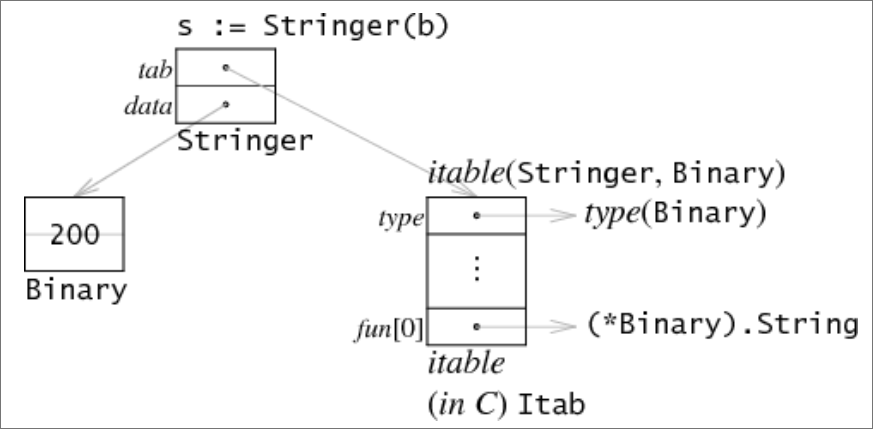 s := Stringer(b)
tab
data
Stringer
itable(Stringer, Binary)
type
type(Binary)
200
⋮
Binary
fun[0]
(*Binary).String
itable
(in C) Itab